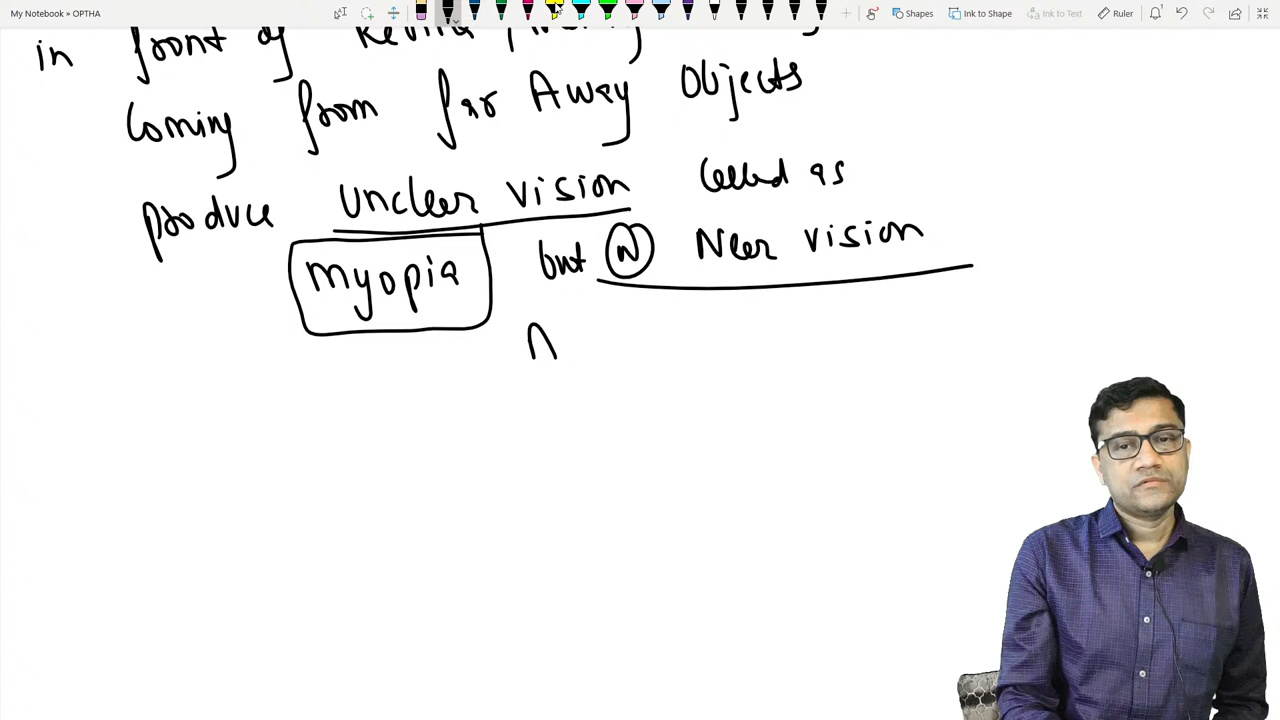 My Notebook » OPTHA
Shapes
Ink to Shape
Ink to Text
Ruler
in front of Retina
Coming from far Away Objects
produce unclear vision called as
Myopia but N Near vision
N